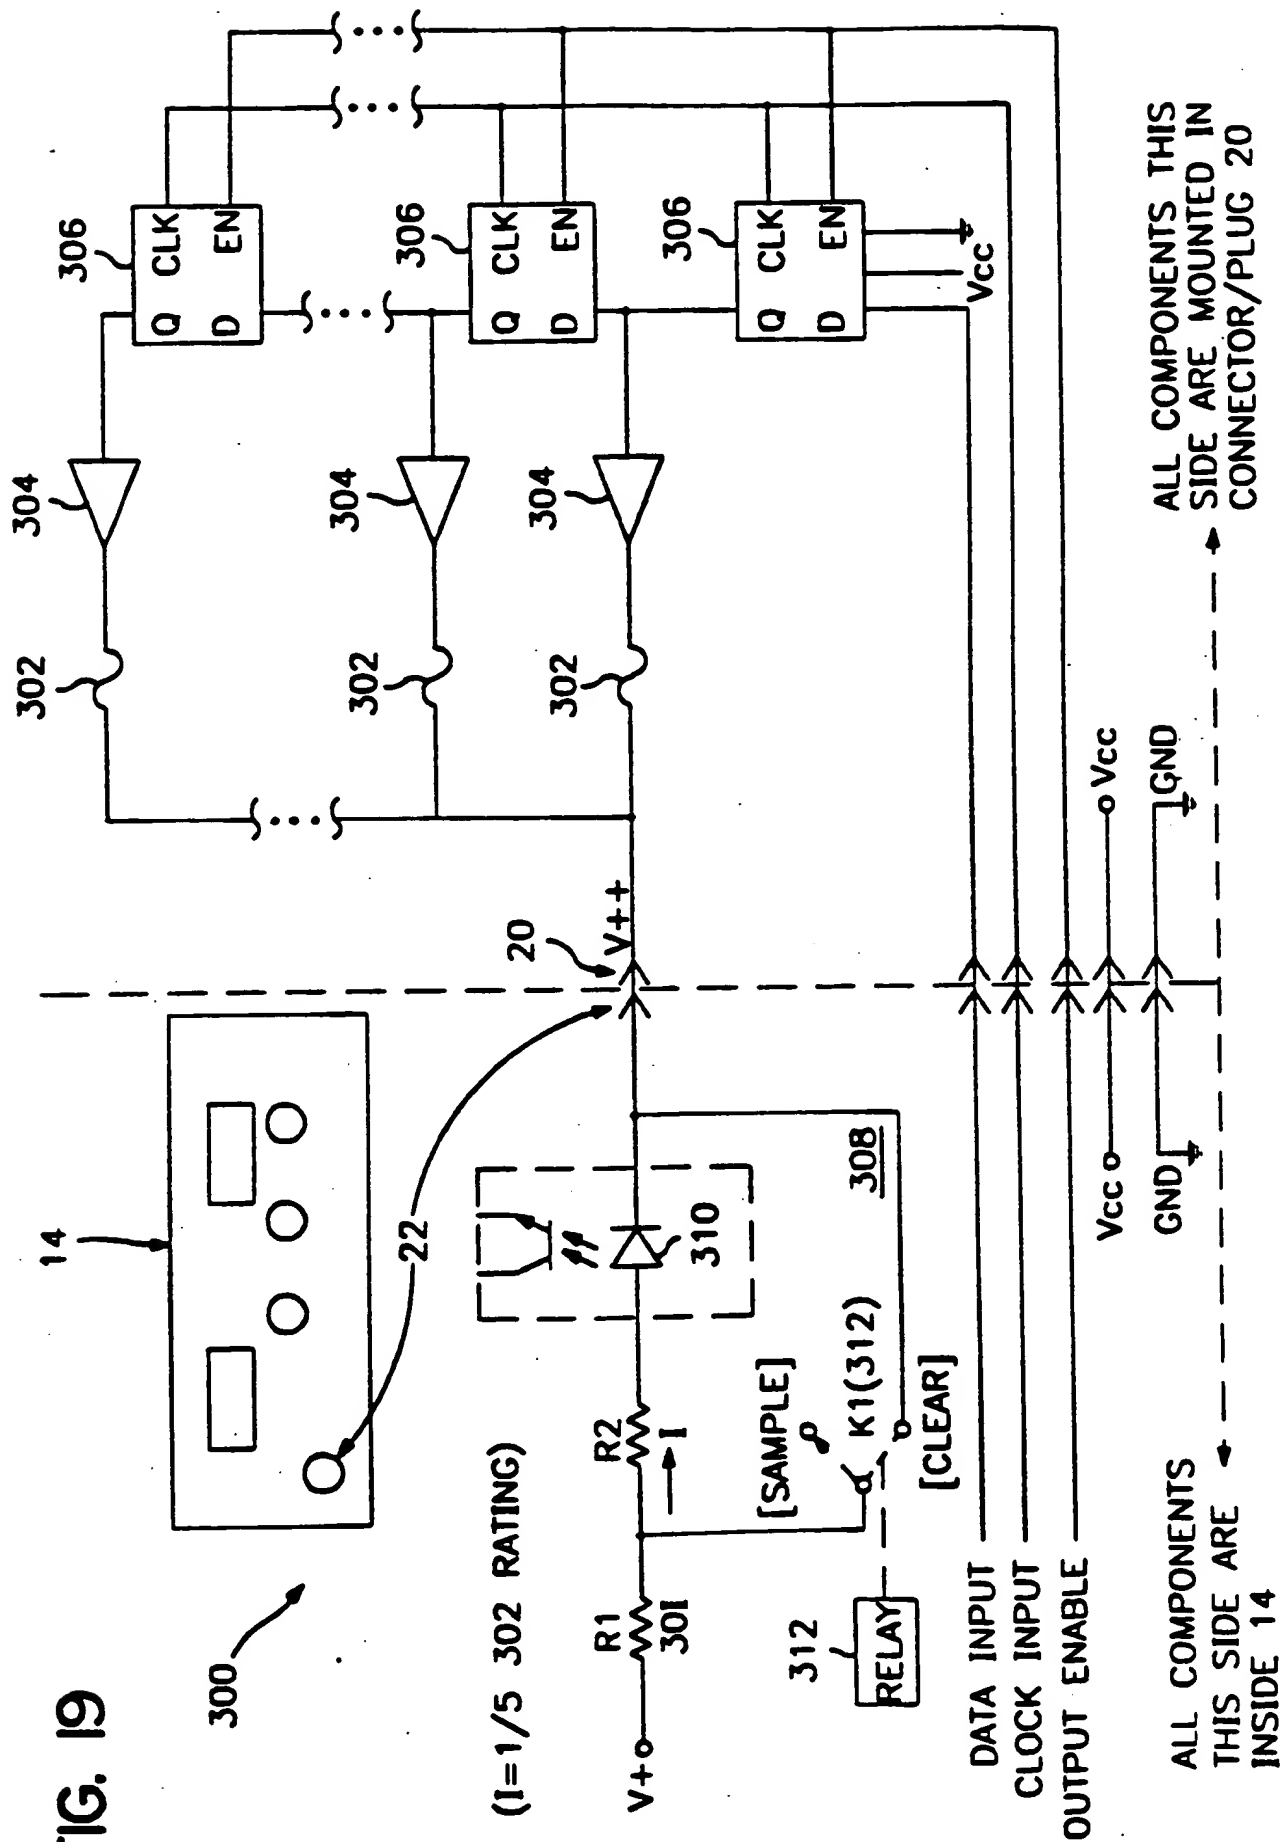 FIG. 19
300
14
22
(I=1/5 302 RATING)
V+
R1
301
R2
I
310
[SAMPLE]
K1(312)
[CLEAR]
308
312
RELAY
20
V++
302
304
306
Q CLK
D EN
302
304
306
Q CLK
D EN
302
304
306
Q CLK
D EN
Vcc
DATA INPUT
CLOCK INPUT
OUTPUT ENABLE
Vcc
Vcc
GND
GND
ALL COMPONENTS
THIS SIDE ARE
INSIDE 14
ALL COMPONENTS THIS
SIDE ARE MOUNTED IN
CONNECTOR/PLUG 20